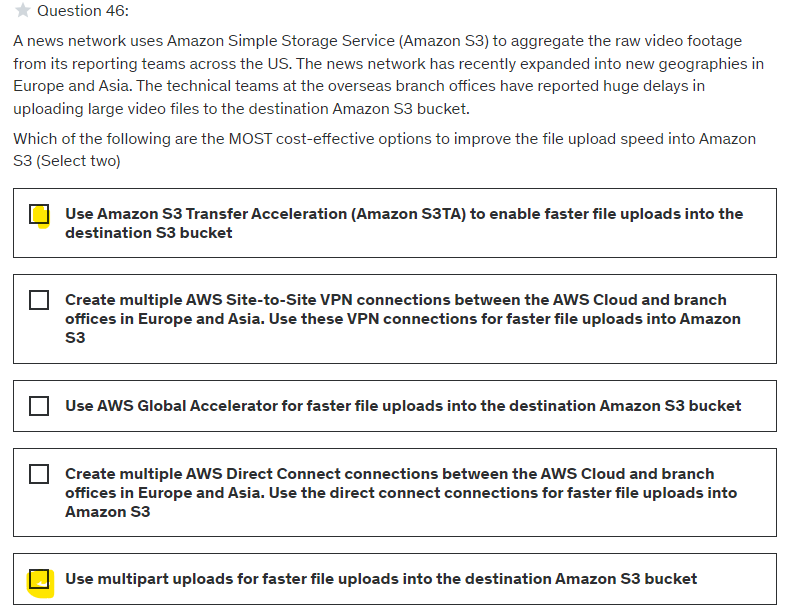 Question 46:
A news network uses Amazon Simple Storage Service (Amazon S3) to aggregate the raw video footage
from its reporting teams across the US. The news network has recently expanded into new geographies in
Europe and Asia. The technical teams at the overseas branch offices have reported huge delays in
uploading large video files to the destination Amazon S3 bucket.
Which of the following are the MOST cost-effective options to improve the file upload speed into Amazon
S3 (Select two)
Use Amazon S3 Transfer Acceleration (Amazon S3TA) to enable faster file uploads into the
destination S3 bucket
Create multiple AWS Site-to-Site VPN connections between the AWS Cloud and branch
offices in Europe and Asia. Use these VPN connections for faster file uploads into Amazon
S3
Use AWS Global Accelerator for faster file uploads into the destination Amazon S3 bucket
Create multiple AWS Direct Connect connections between the AWS Cloud and branch
offices in Europe and Asia. Use the direct connect connections for faster file uploads into
Amazon S3
Use multipart uploads for faster file uploads into the destination Amazon S3 bucket